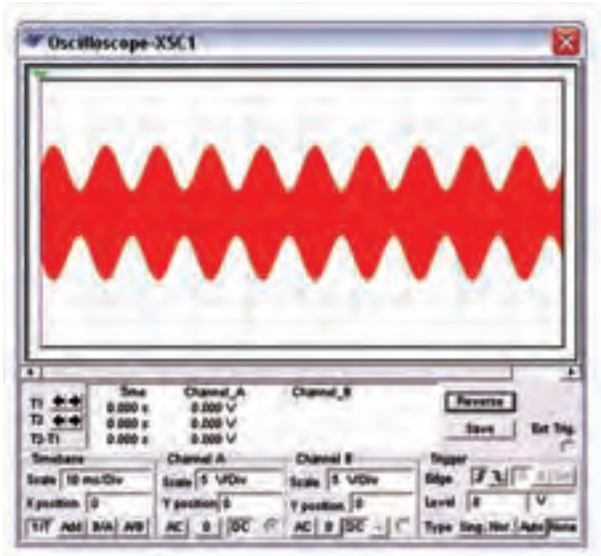 Oscilloscope-XSC1
Time Channel_A Channel_B
T1 0.000 s 0.000 V
T2 0.000 s 0.000 V
T2-T1 0.000 s 0.000 V
Reverse
Save
Ext Trig.
Timebase Channel A Channel B Trigger
Scale 10 ms/Div Scale 5 V/Div Scale 5 V/Div Edge
X position 0 Y position 0 Y position 0 Level 0 V
Y/T Add B/A A/B AC 0 DC AC 0 DC - Type Sing. Nor. Auto None